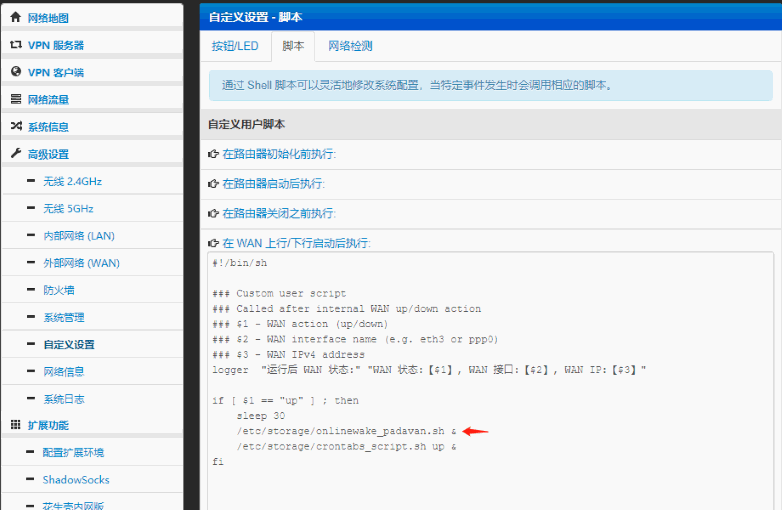 网络地图
VPN 服务器
VPN 客户端
网络流量
系统信息
高级设置
无线 2.4GHz
无线 5GHz
内部网络 (LAN)
外部网络 (WAN)
防火墙
系统管理
自定义设置
网络信息
系统日志
扩展功能
配置扩展环境
ShadowSocks
花生壳内网版
自定义设置 - 脚本
按钮/LED
脚本
网络检测
通过 Shell 脚本可以灵活地修改系统配置，当特定事件发生时会调用相应的脚本。
自定义用户脚本
在路由器初始化前执行:
在路由器启动后执行:
在路由器关闭之前执行:
在 WAN 上行/下行启动后执行:
#!/bin/sh
### Custom user script
### Called after internal WAN up/down action
### $1 - WAN action (up/down)
### $2 - WAN interface name (e.g. eth3 or ppp0)
### $3 - WAN IPv4 address
logger  "运行后 WAN 状态:" "WAN 状态:【$1】, WAN 接口:【$2】, WAN IP:【$3】"
if [ $1 == "up" ] ; then
    sleep 30
    /etc/storage/onlinewake_padavan.sh &
    /etc/storage/crontabs_script.sh up &
fi